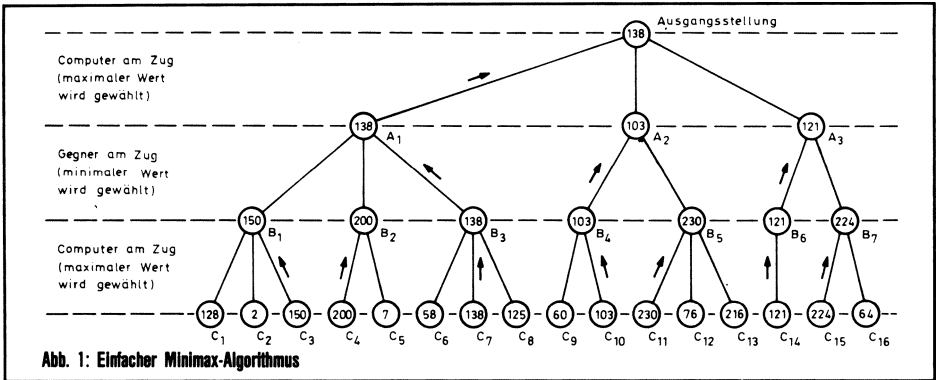 Ausgangsstellung
138
Computer am Zug
(maximaler Wert
wird gewählt)
138 103 121
A1 A2 A3
Gegner am Zug
(minimaler Wert
wird gewählt)
150 200 138 103 230 121 224
B1 B2 B3 B4 B5 B6 B7
Computer am Zug
(maximaler Wert
wird gewählt)
128 2 150 200 7 58 138 125 60 103 230 76 216 121 224 64
C1 C2 C3 C4 C5 C6 C7 C8 C9 C10 C11 C12 C13 C14 C15 C16
Abb. 1: Einfacher Minimax-Algorithmus